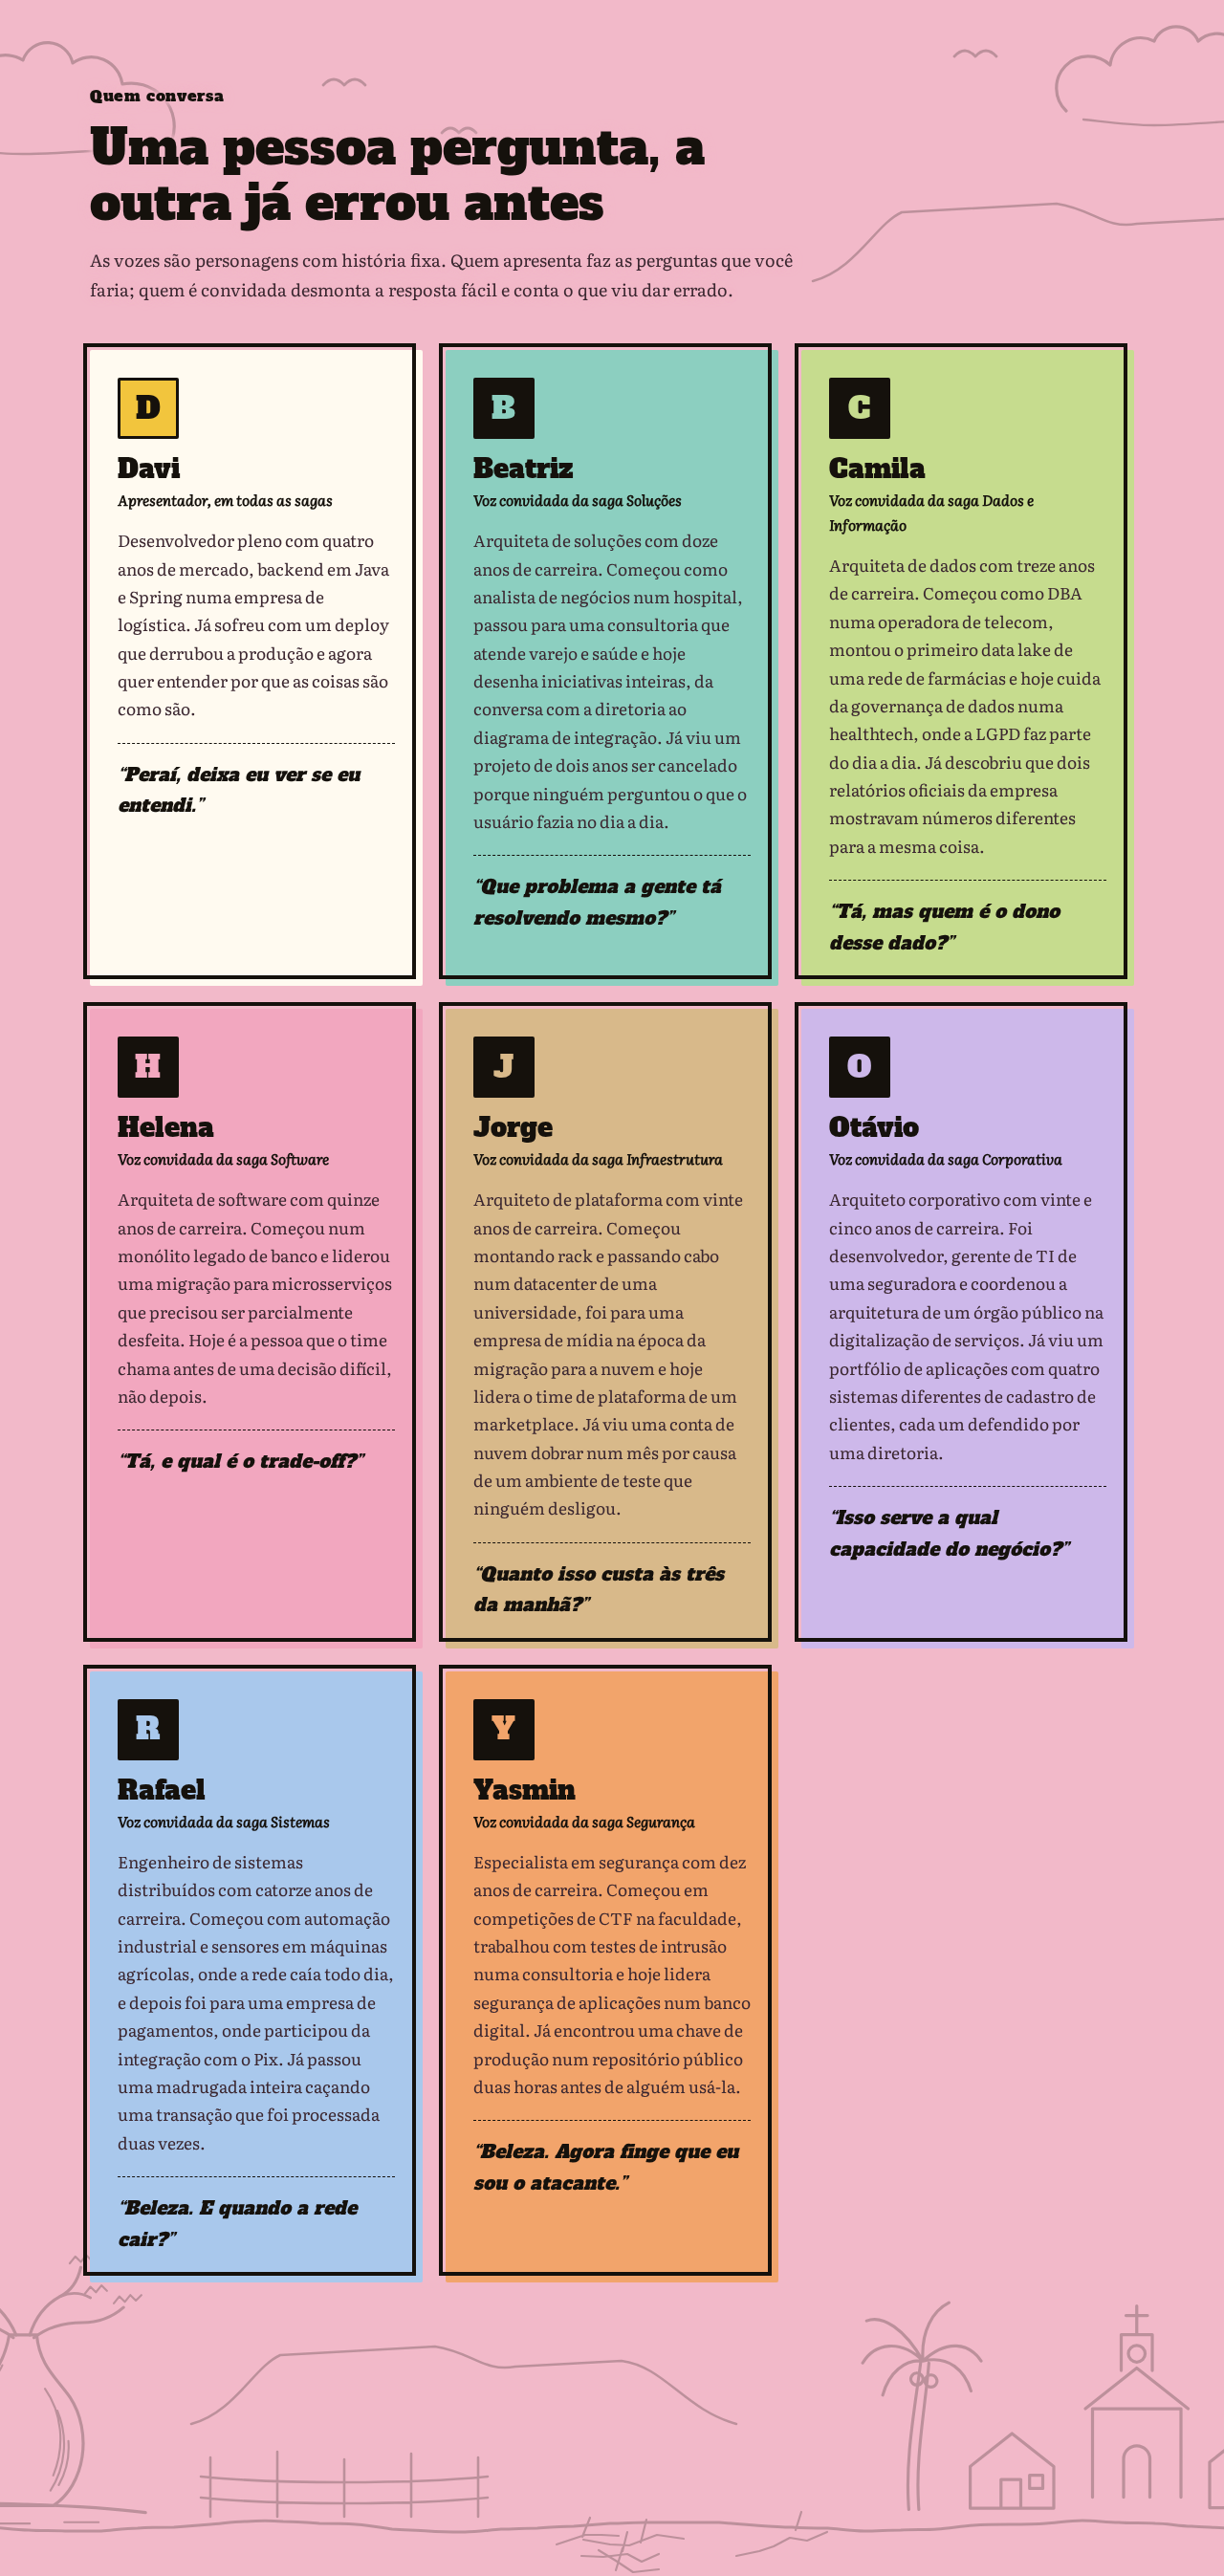 Quem conversa
Uma pessoa pergunta, a
outra já errou antes
As vozes são personagens com história fixa. Quem apresenta faz as perguntas que você
faria; quem é convidada desmonta a resposta fácil e conta o que viu dar errado.
D
Davi
Apresentador, em todas as sagas
Desenvolvedor pleno com quatro
anos de mercado, backend em Java
e Spring numa empresa de
logística. Já sofreu com um deploy
que derrubou a produção e agora
quer entender por que as coisas são
como são.
“Peraí, deixa eu ver se eu
entendi.”
B
Beatriz
Voz convidada da saga Soluções
Arquiteta de soluções com doze
anos de carreira. Começou como
analista de negócios num hospital,
passou para uma consultoria que
atende varejo e saúde e hoje
desenha iniciativas inteiras, da
conversa com a diretoria ao
diagrama de integração. Já viu um
projeto de dois anos ser cancelado
porque ninguém perguntou o que o
usuário fazia no dia a dia.
“Que problema a gente tá
resolvendo mesmo?”
C
Camila
Voz convidada da saga Dados e
Informação
Arquiteta de dados com treze anos
de carreira. Começou como DBA
numa operadora de telecom,
montou o primeiro data lake de
uma rede de farmácias e hoje cuida
da governança de dados numa
healthtech, onde a LGPD faz parte
do dia a dia. Já descobriu que dois
relatórios oficiais da empresa
mostravam números diferentes
para a mesma coisa.
“Tá, mas quem é o dono
desse dado?”
H
Helena
Voz convidada da saga Software
Arquiteta de software com quinze
anos de carreira. Começou num
monólito legado de banco e liderou
uma migração para microsserviços
que precisou ser parcialmente
desfeita. Hoje é a pessoa que o time
chama antes de uma decisão difícil,
não depois.
“Tá, e qual é o trade-off?”
J
Jorge
Voz convidada da saga Infraestrutura
Arquiteto de plataforma com vinte
anos de carreira. Começou
montando rack e passando cabo
num datacenter de uma
universidade, foi para uma
empresa de mídia na época da
migração para a nuvem e hoje
lidera o time de plataforma de um
marketplace. Já viu uma conta de
nuvem dobrar num mês por causa
de um ambiente de teste que
ninguém desligou.
“Quanto isso custa às três
da manhã?”
O
Otávio
Voz convidada da saga Corporativa
Arquiteto corporativo com vinte e
cinco anos de carreira. Foi
desenvolvedor, gerente de TI de
uma seguradora e coordenou a
arquitetura de um órgão público na
digitalização de serviços. Já viu um
portfólio de aplicações com quatro
sistemas diferentes de cadastro de
clientes, cada um defendido por
uma diretoria.
“Isso serve a qual
capacidade do negócio?”
R
Rafael
Voz convidada da saga Sistemas
Engenheiro de sistemas
distribuídos com catorze anos de
carreira. Começou com automação
industrial e sensores em máquinas
agrícolas, onde a rede caía todo dia,
e depois foi para uma empresa de
pagamentos, onde participou da
integração com o Pix. Já passou
uma madrugada inteira caçando
uma transação que foi processada
duas vezes.
“Beleza. E quando a rede
cair?”
Y
Yasmin
Voz convidada da saga Segurança
Especialista em segurança com dez
anos de carreira. Começou em
competições de CTF na faculdade,
trabalhou com testes de intrusão
numa consultoria e hoje lidera
segurança de aplicações num banco
digital. Já encontrou uma chave de
produção num repositório público
duas horas antes de alguém usá-la.
“Beleza. Agora finge que eu
sou o atacante.”